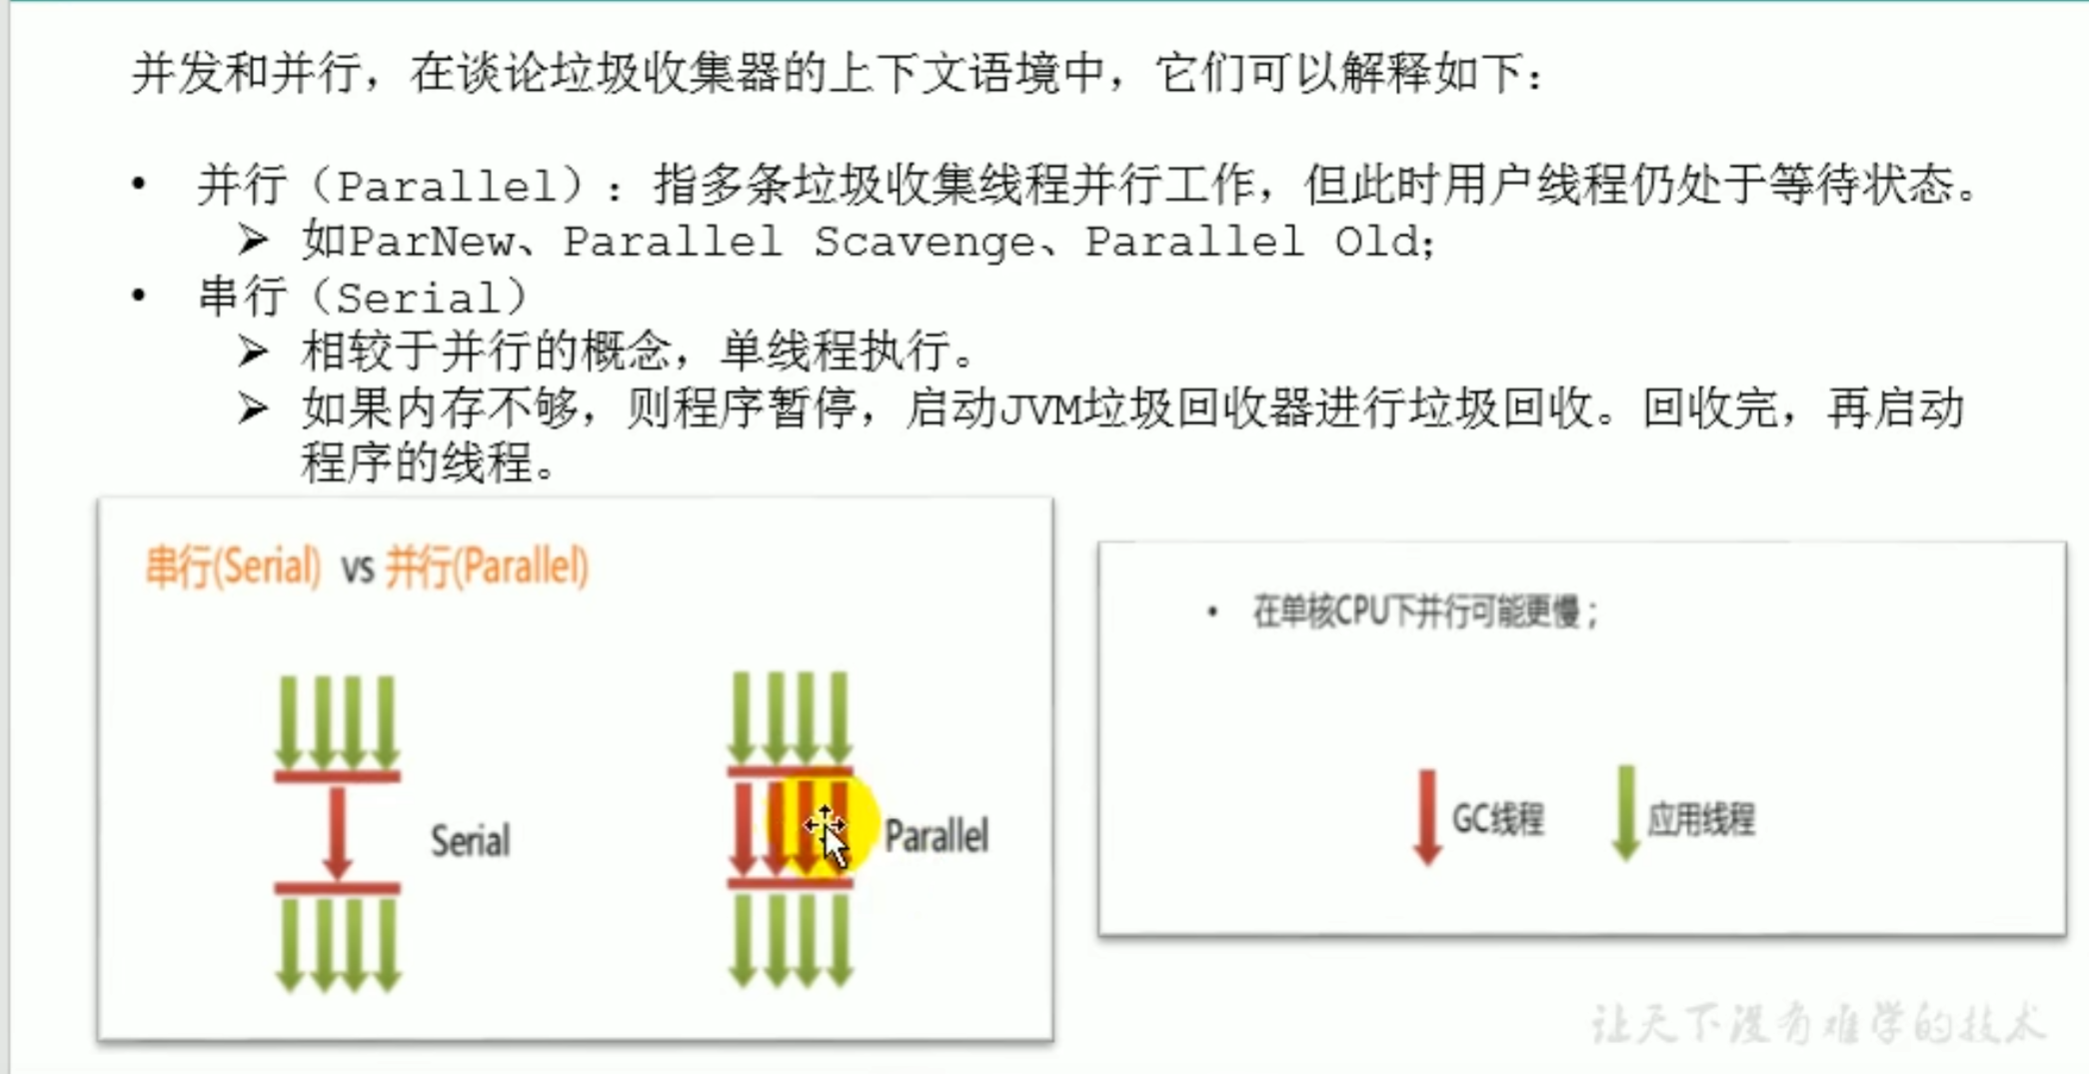 并发和并行，在谈论垃圾收集器的上下文语境中，它们可以解释如下：
• 并行（Parallel）：指多条垃圾收集线程并行工作，但此时用户线程仍处于等待状态。
➢ 如ParNew、Parallel Scavenge、Parallel Old；
• 串行（Serial）
➢ 相较于并行的概念，单线程执行。
➢ 如果内存不够，则程序暂停，启动JVM垃圾回收器进行垃圾回收。回收完，再启动
程序的线程。
串行(Serial) vs 并行(Parallel)
Serial
Parallel
• 在单核CPU下并行可能更慢；
GC线程
应用线程
让天下没有难学的技术